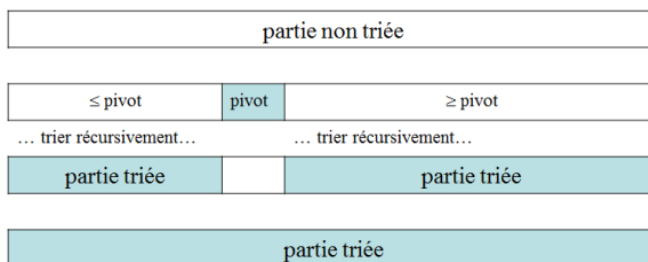 partie non triée
≤ pivot pivot ≥ pivot
… trier récursivement… … trier récursivement…
partie triée partie triée
partie triée